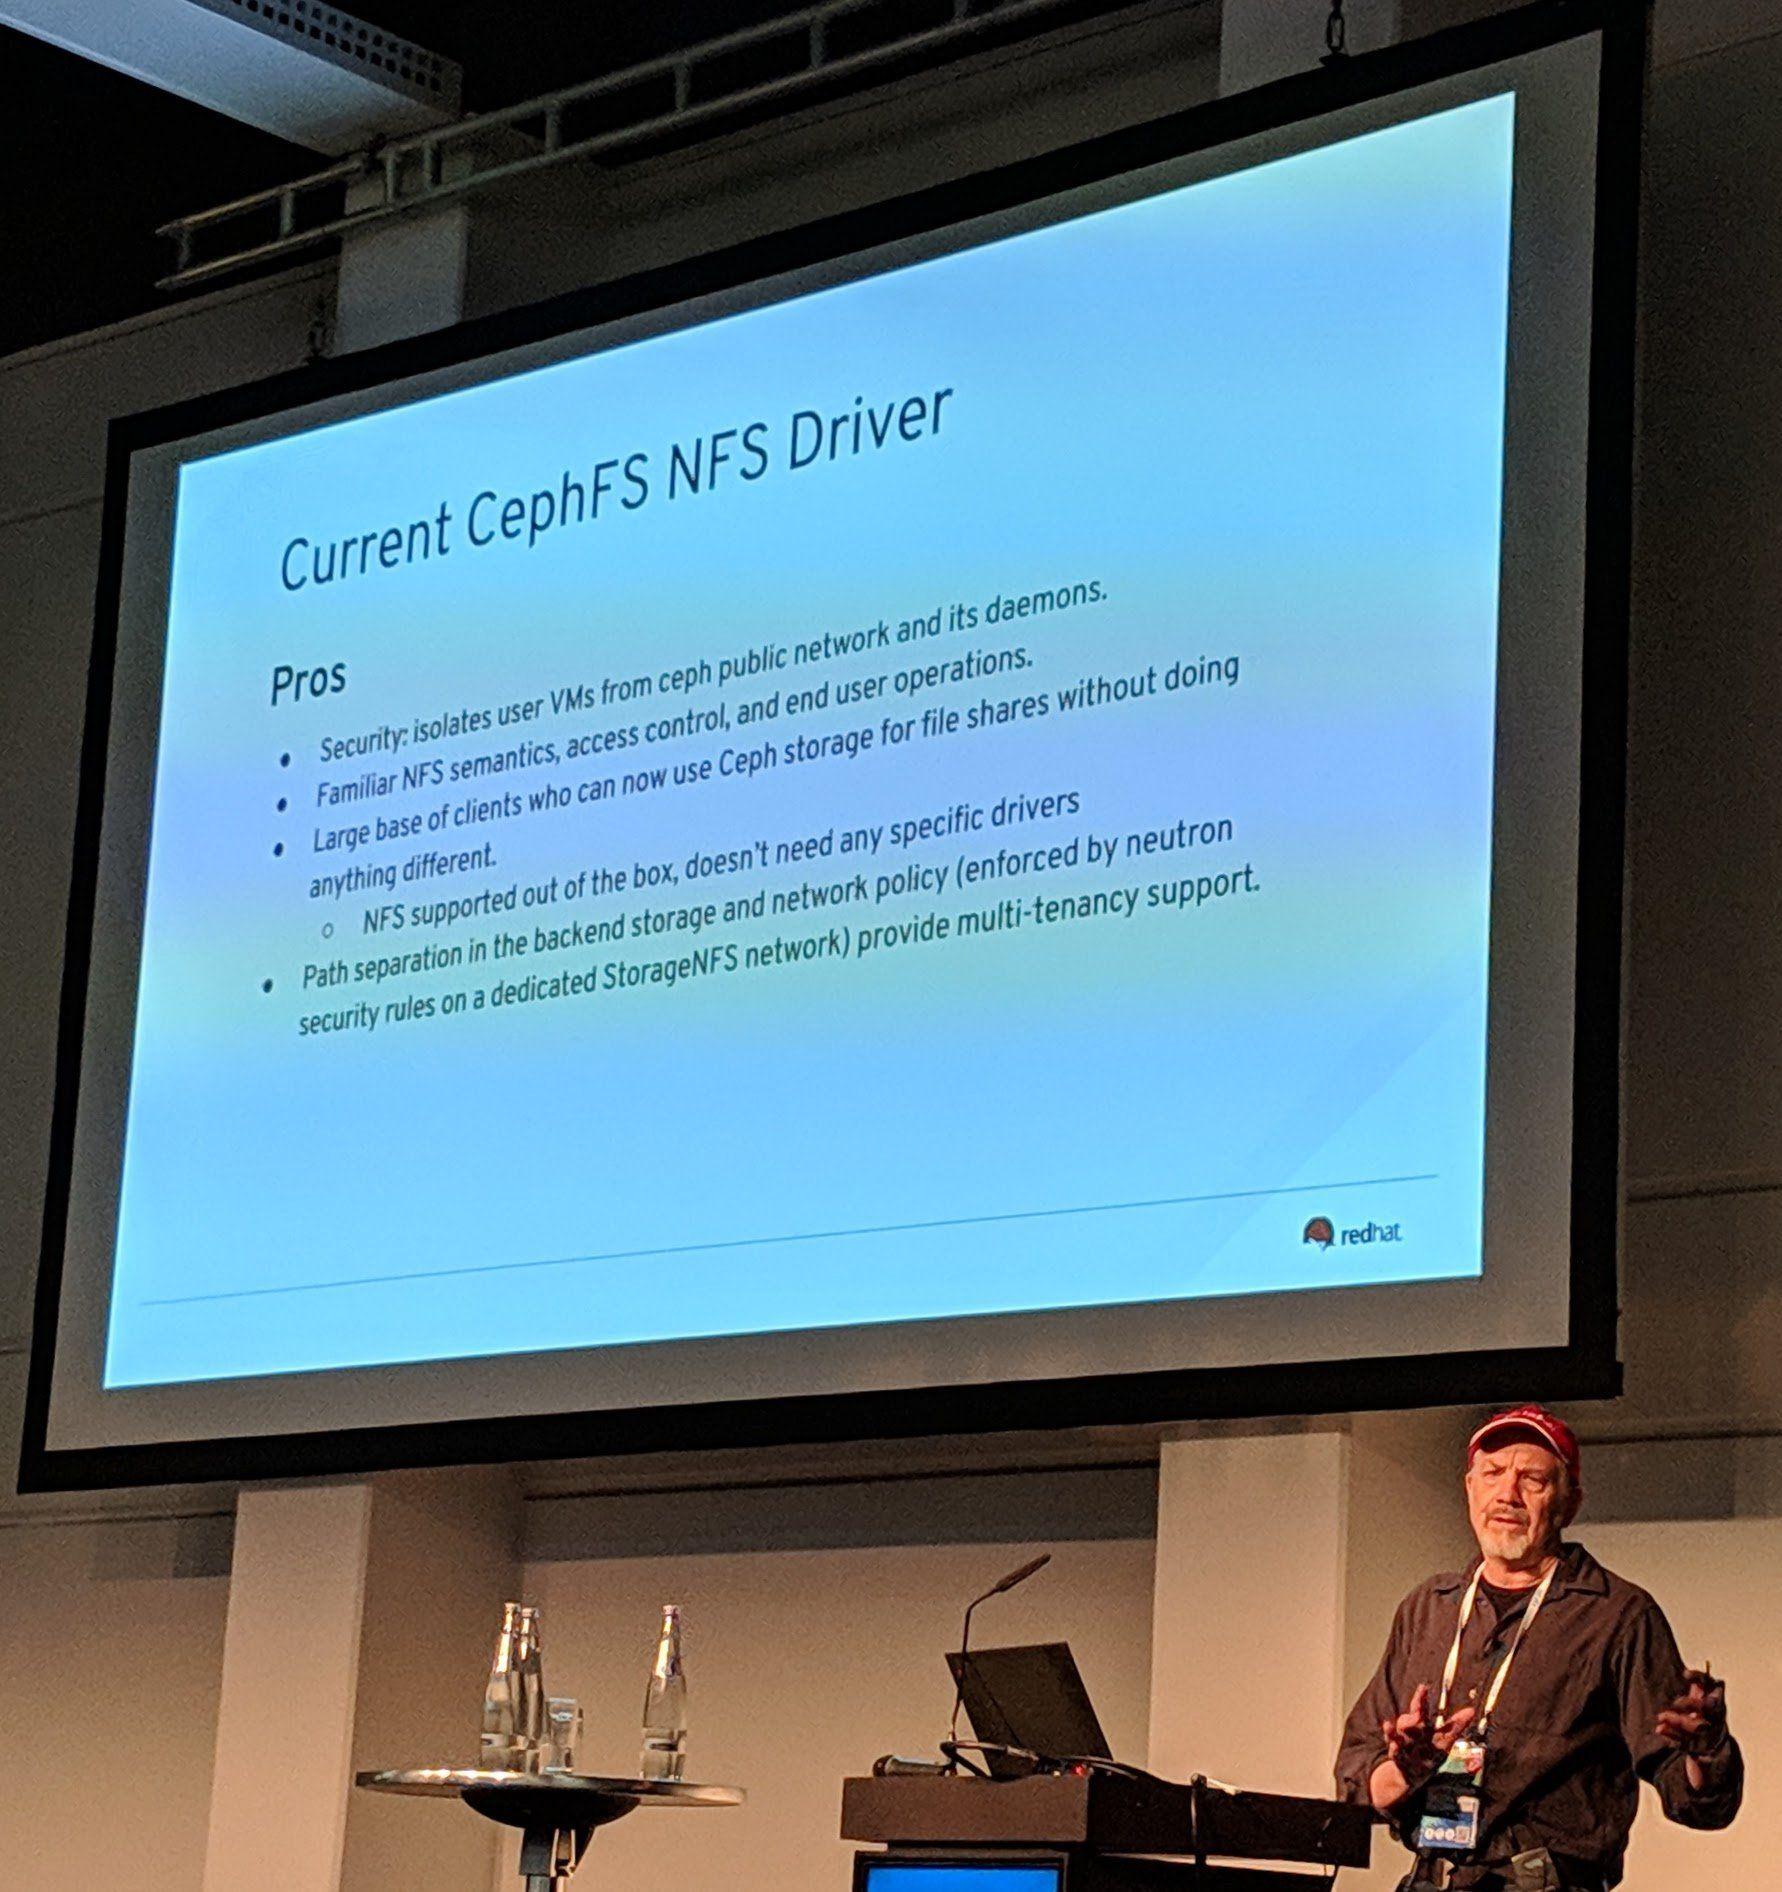 Current CephFS NFS Driver
Pros
● Security: isolates user VMs from ceph public network and its daemons.
● Familiar NFS semantics, access control, and end user operations.
● Large base of clients who can now use Ceph storage for file shares without doing
anything different.
○ NFS supported out of the box, doesn't need any specific drivers
● Path separation in the backend storage and network policy (enforced by neutron
security rules on a dedicated StorageNFS network) provide multi-tenancy support.
redhat